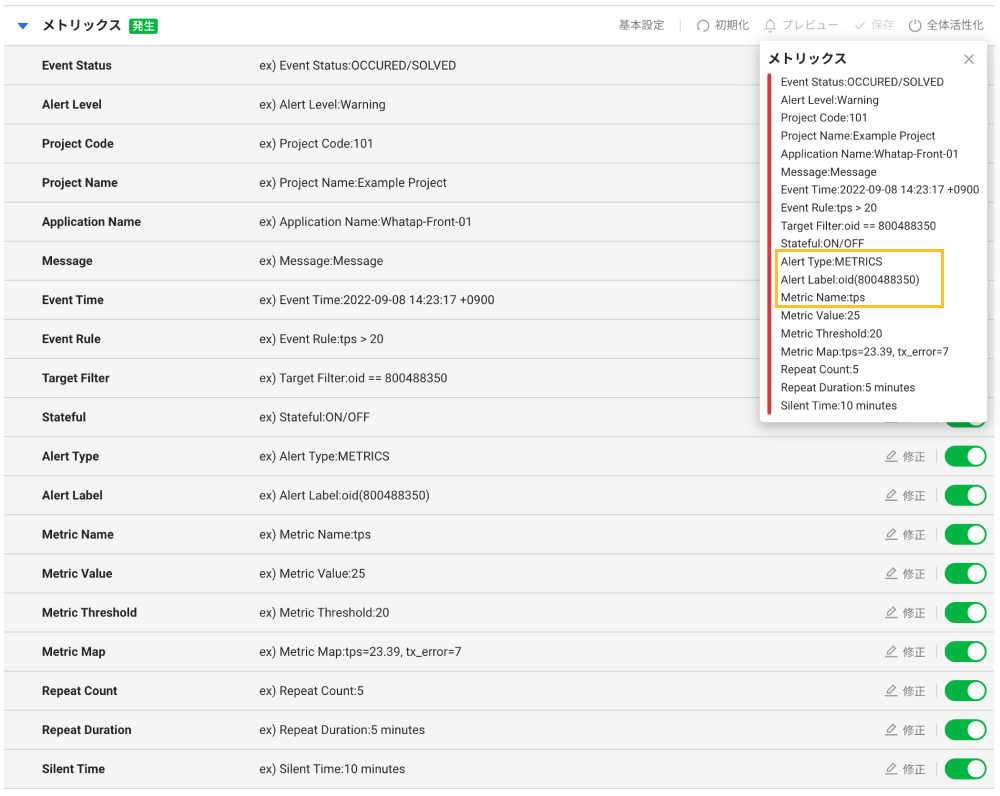 メトリックス 発生 基本設定 初期化 プレビュー 保存 全体活性化
Event Status ex) Event Status:OCCURED/SOLVED
Alert Level ex) Alert Level:Warning
Project Code ex) Project Code:101
Project Name ex) Project Name:Example Project
Application Name ex) Application Name:Whatap-Front-01
Message ex) Message:Message
Event Time ex) Event Time:2022-09-08 14:23:17 +0900
Event Rule ex) Event Rule:tps > 20
Target Filter ex) Target Filter:oid == 800488350
Stateful ex) Stateful:ON/OFF
Alert Type ex) Alert Type:METRICS 修正
Alert Label ex) Alert Label:oid(800488350) 修正
Metric Name ex) Metric Name:tps 修正
Metric Value ex) Metric Value:25 修正
Metric Threshold ex) Metric Threshold:20 修正
Metric Map ex) Metric Map:tps=23.39, tx_error=7 修正
Repeat Count ex) Repeat Count:5 修正
Repeat Duration ex) Repeat Duration:5 minutes 修正
Silent Time ex) Silent Time:10 minutes 修正
メトリックス
Event Status:OCCURED/SOLVED
Alert Level:Warning
Project Code:101
Project Name:Example Project
Application Name:Whatap-Front-01
Message:Message
Event Time:2022-09-08 14:23:17 +0900
Event Rule:tps > 20
Target Filter:oid == 800488350
Stateful:ON/OFF
Alert Type:METRICS
Alert Label:oid(800488350)
Metric Name:tps
Metric Value:25
Metric Threshold:20
Metric Map:tps=23.39, tx_error=7
Repeat Count:5
Repeat Duration:5 minutes
Silent Time:10 minutes